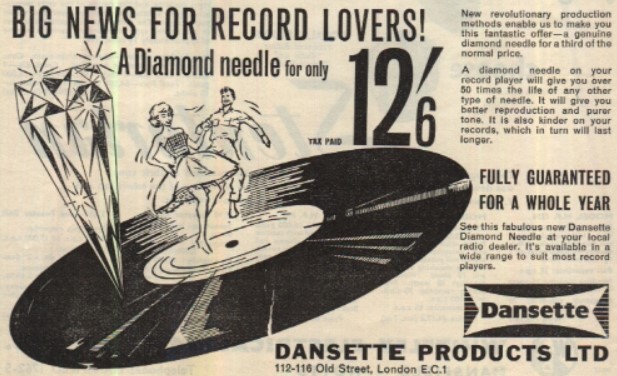 BIG NEWS FOR RECORD LOVERS!
A Diamond needle for only
12'/6
TAX PAID
New revolutionary production
methods enable us to make you
this fantastic offer—a genuine
diamond needle for a third of the
normal price.
A diamond needle on your
record player will give you over
50 times the life of any other
type of needle. It will give you
better reproduction and purer
tone. It is also kinder on your
records, which in turn will last
longer.
FULLY GUARANTEED
FOR A WHOLE YEAR
See this fabulous new Dansette
Diamond Needle at your local
radio dealer. It's available in a
wide range to suit most record
players.
Dansette
DANSETTE PRODUCTS LTD
112-116 Old Street, London E.C.1